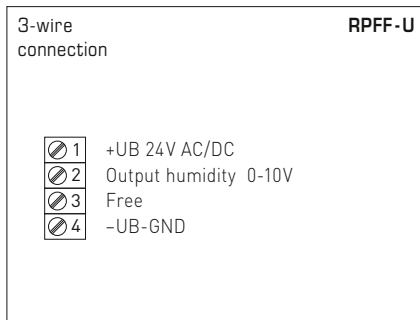 3-wire RPFF-U
connection
1 +UB 24V AC/DC
2 Output humidity 0-10V
3 Free
4 –UB-GND